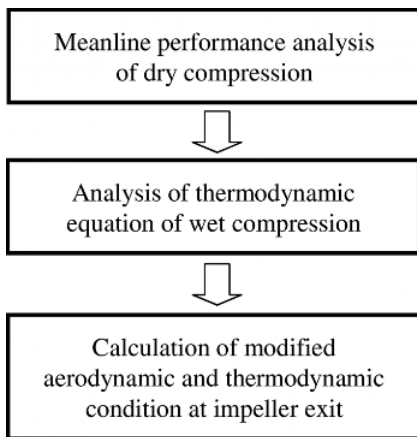 Meanline performance analysis
of dry compression
Analysis of thermodynamic
equation of wet compression
Calculation of modified
aerodynamic and thermodynamic
condition at impeller exit